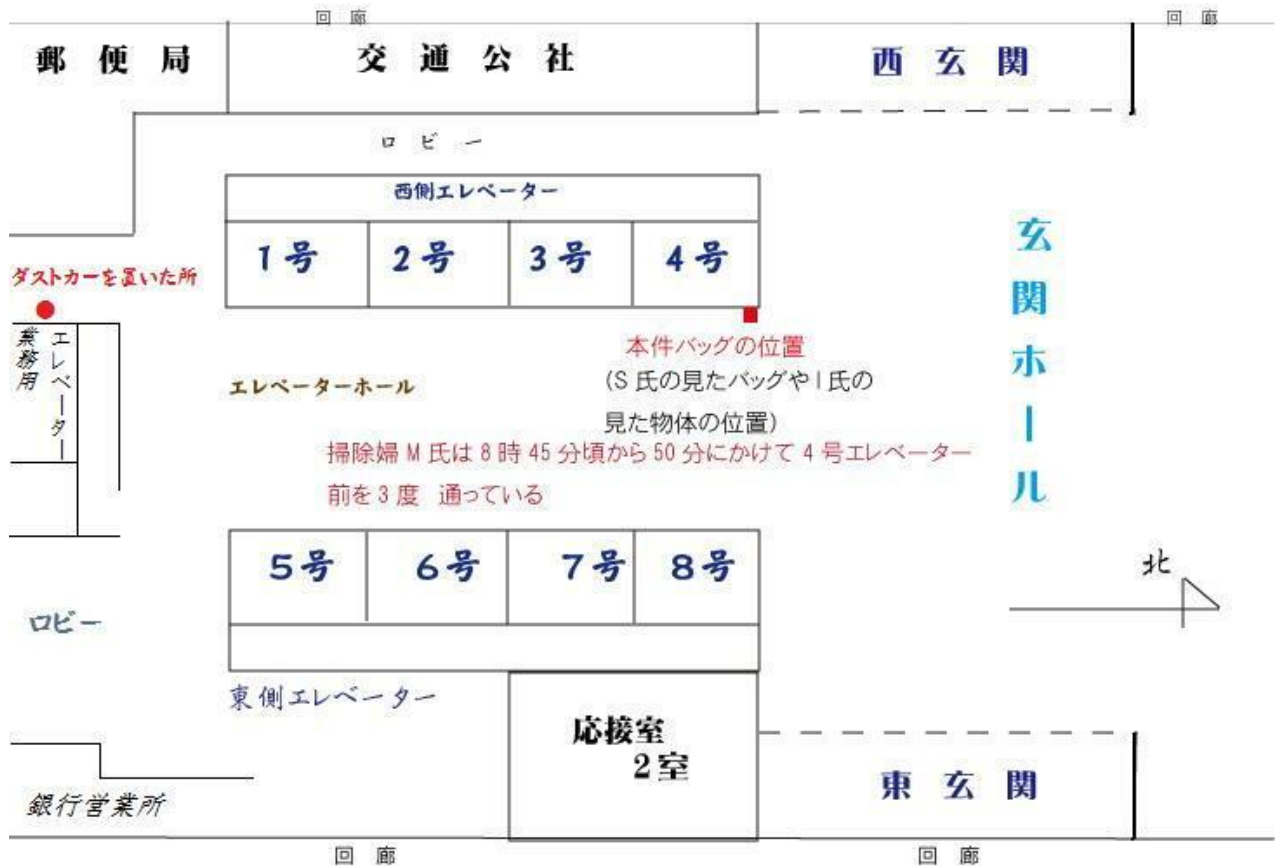 回廊
回廊
郵便局
交通公社
西玄関
ロビー
西側エレベーター
1号
2号
3号
4号
ダストカーを置いた所
エレベーター
業務用
本件バッグの位置
(S氏の見たバッグやI氏の
見た物体の位置)
エレベーターホール
掃除婦M氏は8時45分頃から50分にかけて4号エレベーター
前を3度 通っている
玄関ホール
5号
6号
7号
8号
北
ロビー
東側エレベーター
応接室
2室
東玄関
銀行営業所
回廊
回廊